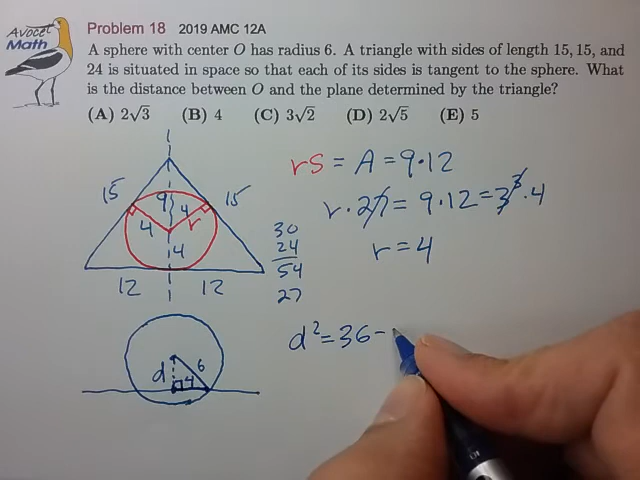 Avocet
Math
Problem 18 2019 AMC 12A
A sphere with center O has radius 6. A triangle with sides of length 15, 15, and
24 is situated in space so that each of its sides is tangent to the sphere. What
is the distance between O and the plane determined by the triangle?
(A) 2√3 (B) 4 (C) 3√2 (D) 2√5 (E) 5
rs = A = 9·12
r·27 = 9·12 = 3³·4
r = 4
15 15
9
4 4 r
4
12 12
30
24
54
27
d 6
4
d² = 36 -